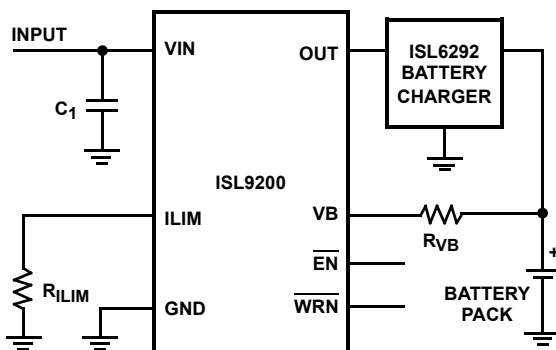 INPUT
VIN
OUT
ISL6292
BATTERY
CHARGER
C1
ISL9200
ILIM
VB
RVB
EN
RILIM
GND
WRN
+
BATTERY
PACK